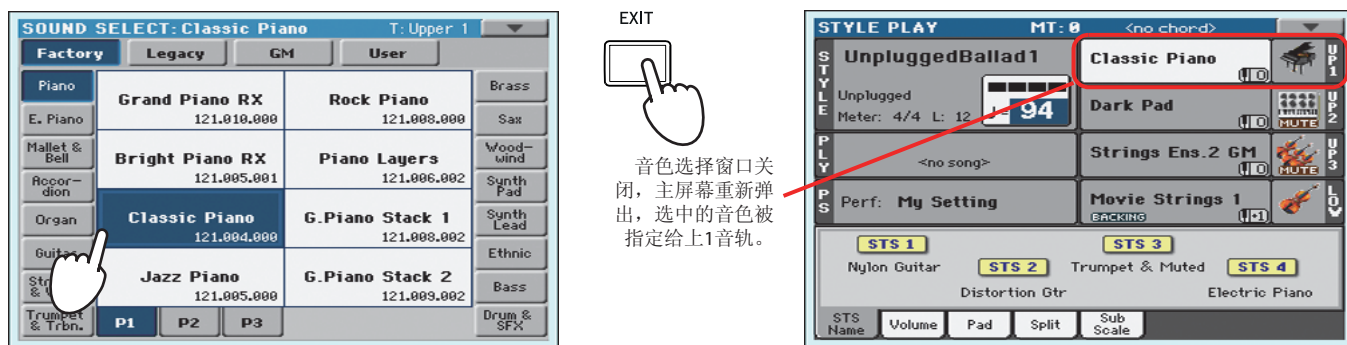 SOUND SELECT: Classic Piano T: Upper 1
Factory Legacy GM User
Piano
E. Piano
Mallet & Bell
Accor-
dion
Organ
Trumpet & Trbn.
Grand Piano RX
121.010.000
Rock Piano
121.008.000
Bright Piano RX
121.005.001
Piano Layers
121.006.002
Classic Piano
121.004.000
G.Piano Stack 1
121.008.002
Jazz Piano
121.005.000
G.Piano Stack 2
121.009.002
Brass
Sax
Wood-
wind
Synth
Pad
Synth
Lead
Ethnic
Bass
Drum &
SFX
P1 P2 P3
EXIT
音色选择窗口关
闭，主屏幕重新弹
出，选中的音色被
指定给上1音轨。
STYLE PLAY MT: 0 <no chord>
STYLE
UnpluggedBallad1
Unplugged
Meter: 4/4 L: 12
94
PLY
<no song>
PS
Perf: My Setting
Classic Piano
0
UP1
Dark Pad
0
MUTE
UP2
Strings Ens.2 GM
0
MUTE
UP3
Movie Strings 1
BACKING
+1
LOW
STS 1
Nylon Guitar
STS 2
Distortion Gtr
STS 3
Trumpet & Muted
STS 4
Electric Piano
STS
Name
Volume
Pad
Split
Sub
Scale